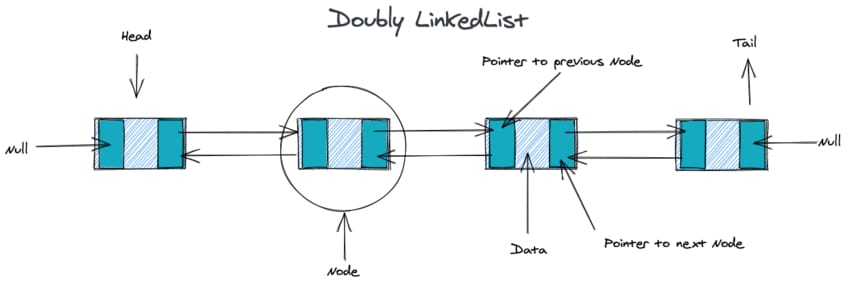 Doubly LinkedList
Head
Tail
Pointer to previous Node
Null
Null
Data
Pointer to next Node
Node